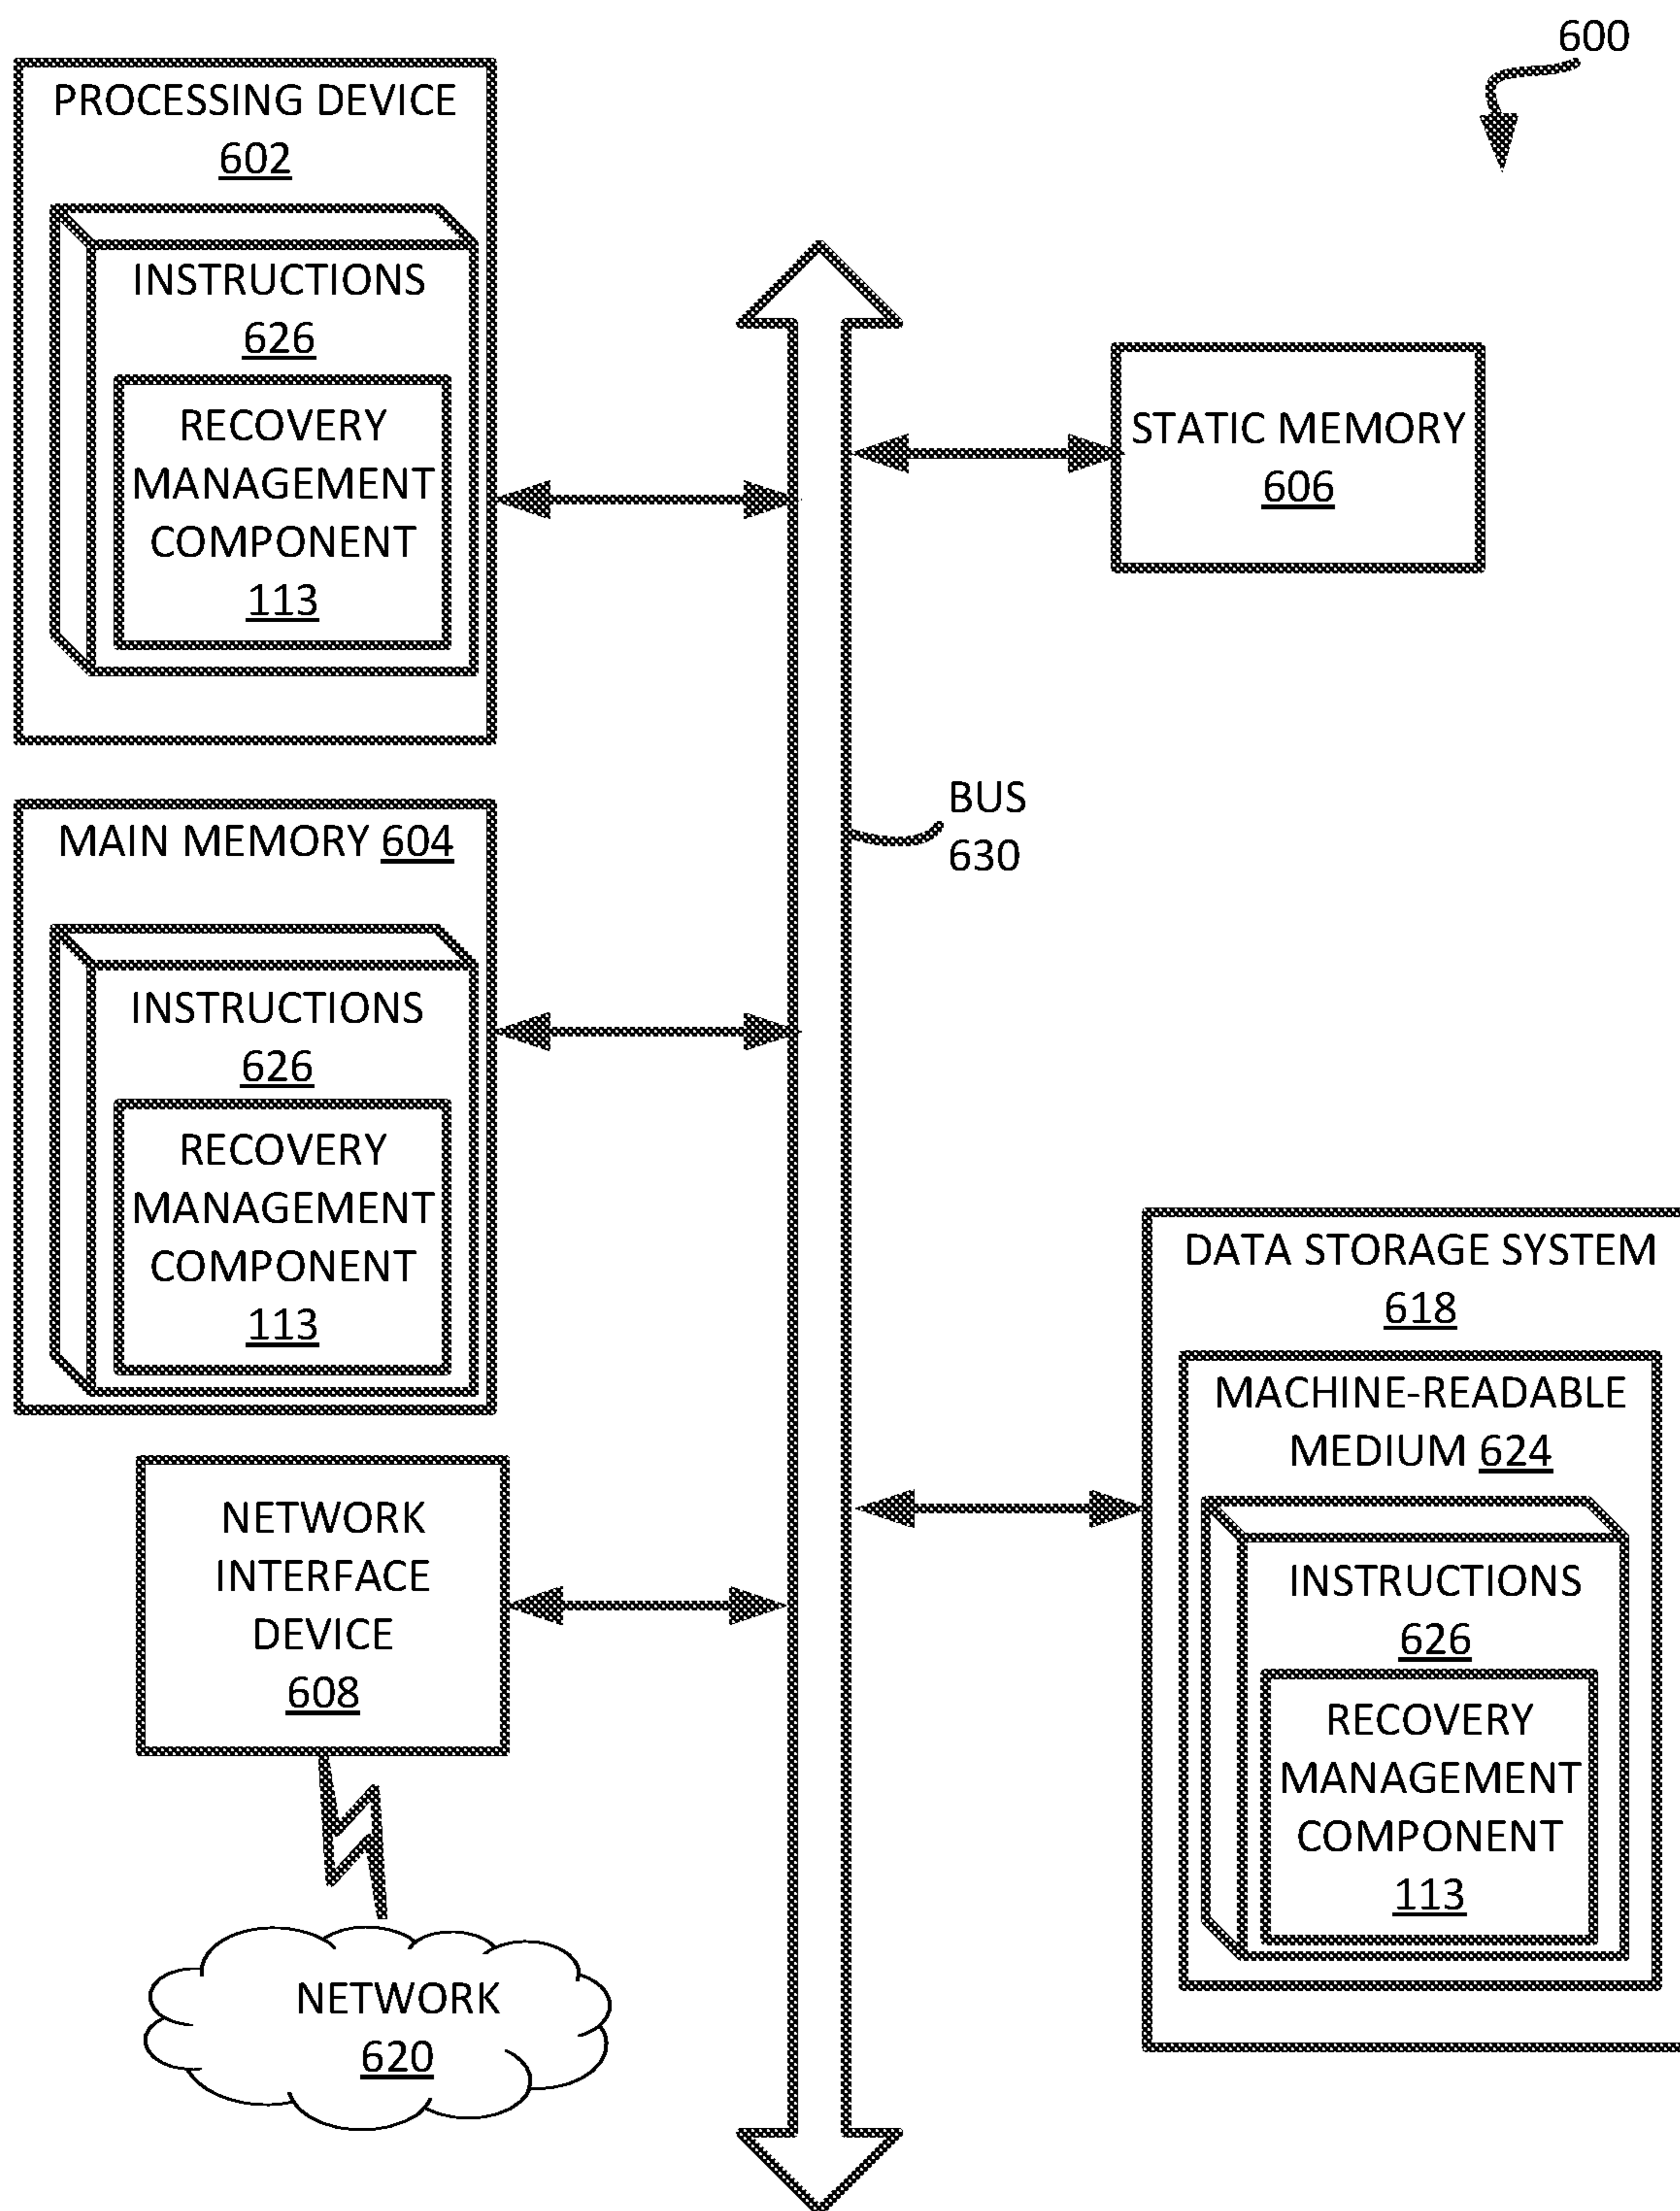 600
PROCESSING DEVICE
602
INSTRUCTIONS
626
RECOVERY
MANAGEMENT
COMPONENT
113
STATIC MEMORY
606
BUS
630
MAIN MEMORY 604
INSTRUCTIONS
626
RECOVERY
MANAGEMENT
COMPONENT
113
DATA STORAGE SYSTEM
618
MACHINE-READABLE
MEDIUM 624
INSTRUCTIONS
626
RECOVERY
MANAGEMENT
COMPONENT
113
NETWORK
INTERFACE
DEVICE
608
NETWORK
620